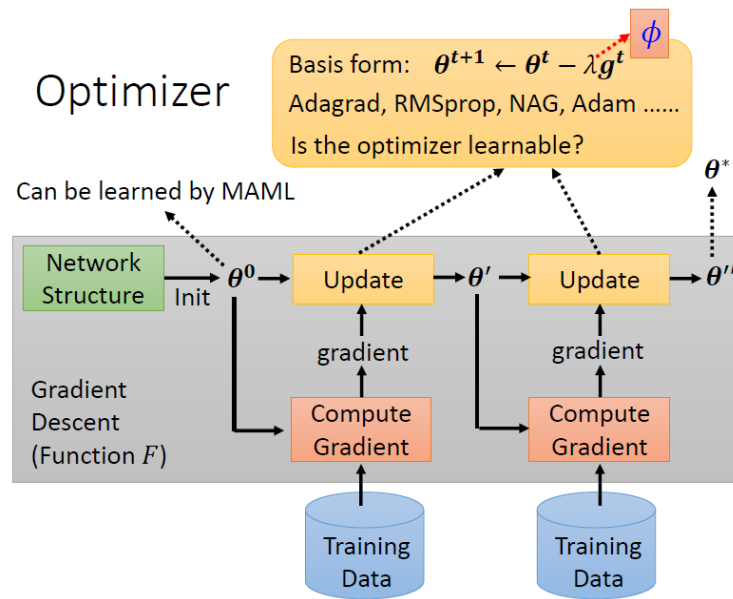 ϕ
Basis form: θ^{t+1} ← θ^t − λg^t
Optimizer
Adagrad, RMSprop, NAG, Adam ......
Is the optimizer learnable?
Can be learned by MAML
θ*
Network
Structure
Init
θ^0
Update
θ′
Update
θ′′
gradient
gradient
Gradient
Descent
(Function F)
Compute
Gradient
Compute
Gradient
Training
Data
Training
Data